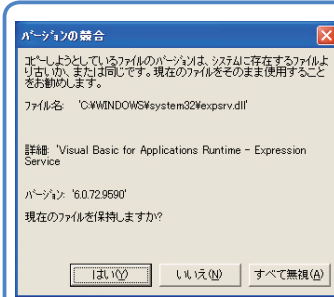 バージョンの競合
コピーしようとしているファイルのバージョンは、システムに存在するファイルよ
り古いか、または同じです。現在のファイルをそのまま使用すること
をお勧めします。
ファイル名: 'C:¥WINDOWS¥system32¥expsrv.dll'
詳細: 'Visual Basic for Applications Runtime - Expression
Service
バージョン: '6.0.72.9590'
現在のファイルを保持しますか?
はい(Y) いいえ(N) すべて無視(A)